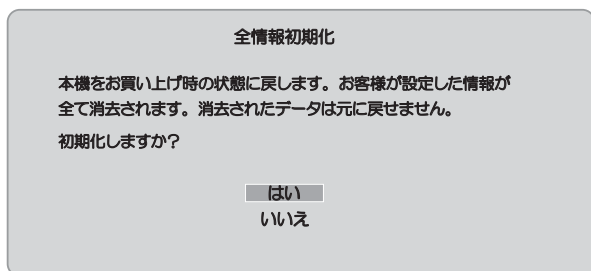 全情報初期化
本機をお買い上げ時の状態に戻します。お客様が設定した情報が
全て消去されます。消去されたデータは元に戻せません。
初期化しますか?
はい
いいえ